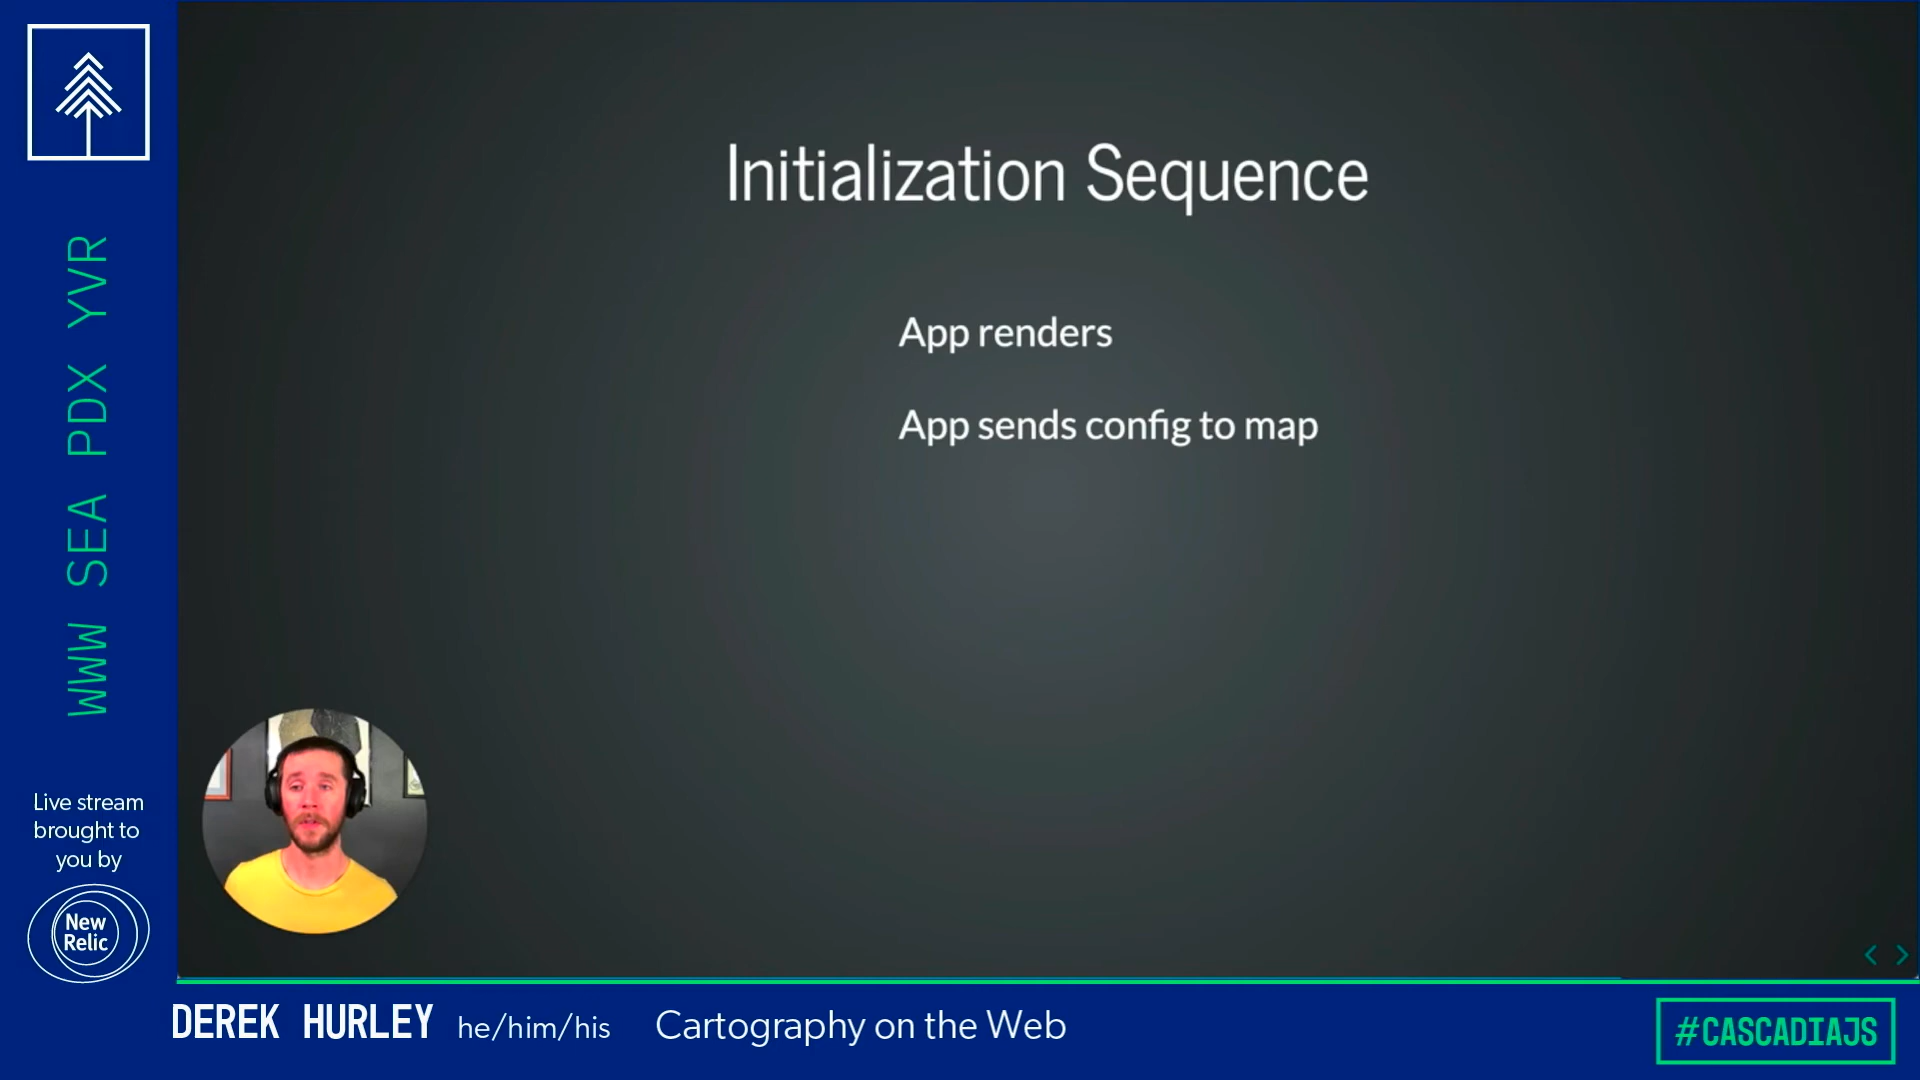 Initialization Sequence
App renders
App sends config to map
WWW SEA PDX YVR
Live stream
brought to
you by
New
Relic
DEREK HURLEY he/him/his Cartography on the Web
#CASCADIAJS